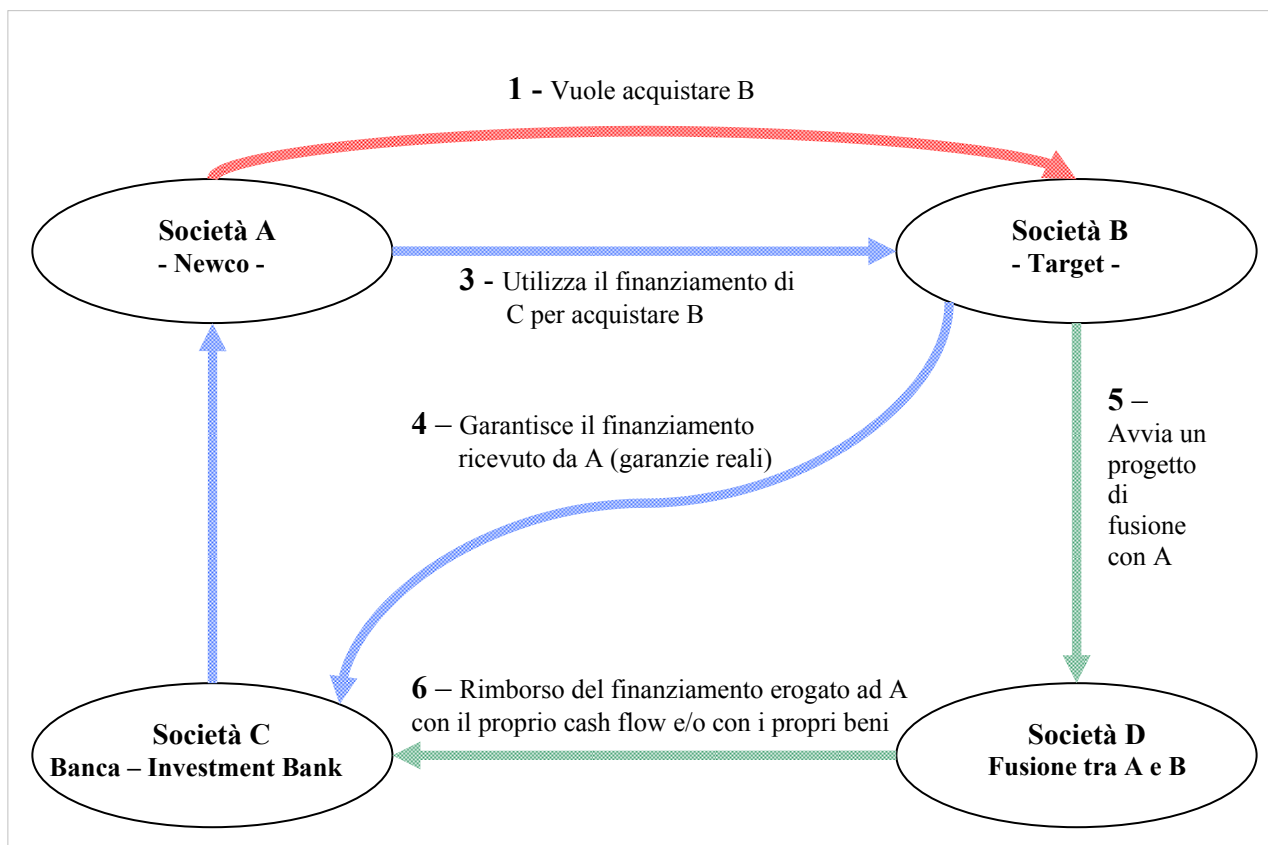 1 - Vuole acquistare B
Società A
- Newco -
Società B
- Target -
3 - Utilizza il finanziamento di
C per acquistare B
4 – Garantisce il finanziamento
ricevuto da A (garanzie reali)
5 –
Avvia un
progetto
di
fusione
con A
6 – Rimborso del finanziamento erogato ad A
con il proprio cash flow e/o con i propri beni
Società C
Banca – Investment Bank
Società D
Fusione tra A e B